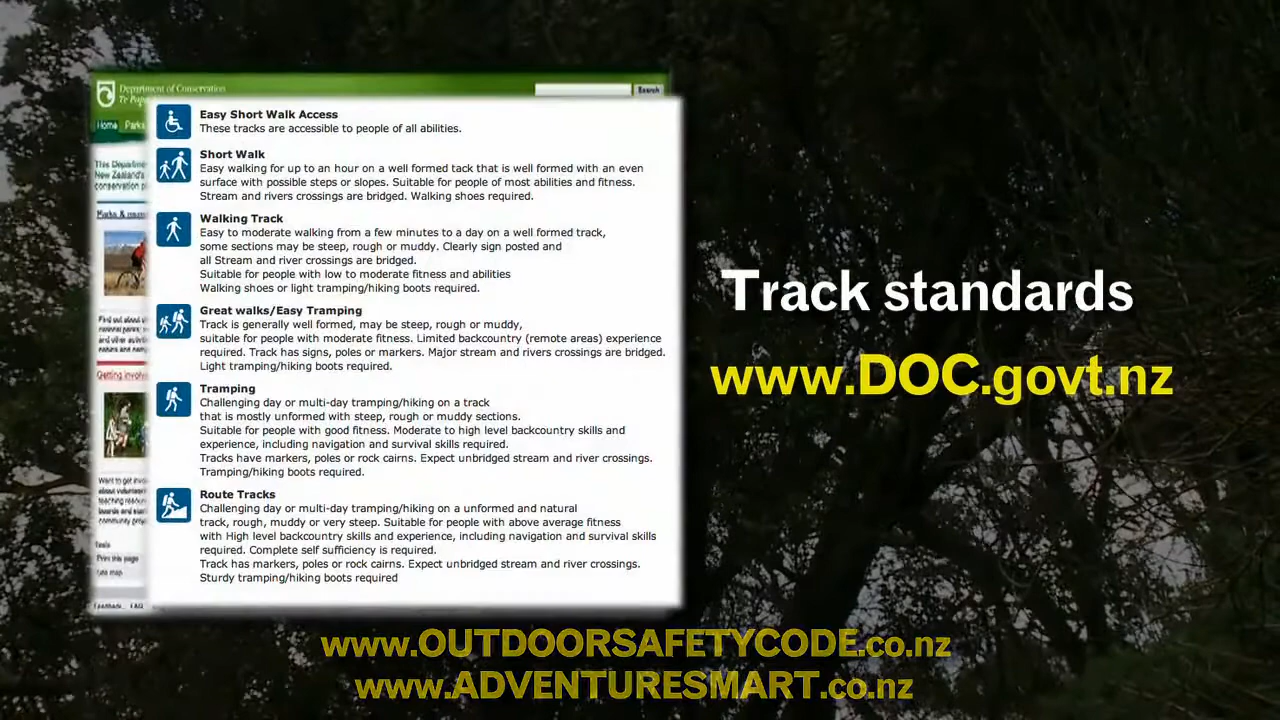 Department of Conservation
Te Papa
Search
Home Parks
Easy Short Walk Access
These tracks are accessible to people of all abilities.
Short Walk
Easy walking for up to an hour on a well formed tack that is well formed with an even
surface with possible steps or slopes. Suitable for people of most abilities and fitness.
Stream and rivers crossings are bridged. Walking shoes required.
Walking Track
Easy to moderate walking from a few minutes to a day on a well formed track,
some sections may be steep, rough or muddy. Clearly sign posted and
all Stream and river crossings are bridged.
Suitable for people with low to moderate fitness and abilities
Walking shoes or light tramping/hiking boots required.
Great walks/Easy Tramping
Track is generally well formed, may be steep, rough or muddy,
suitable for people with moderate fitness. Limited backcountry (remote areas) experience
required. Track has signs, poles or markers. Major stream and rivers crossings are bridged.
Light tramping/hiking boots required.
Tramping
Challenging day or multi-day tramping/hiking on a track
that is mostly unformed with steep, rough or muddy sections.
Suitable for people with good fitness. Moderate to high level backcountry skills and
experience, including navigation and survival skills required.
Tracks have markers, poles or rock cairns. Expect unbridged stream and river crossings.
Tramping/hiking boots required.
Route Tracks
Challenging day or multi-day tramping/hiking on a unformed and natural
track, rough, muddy or very steep. Suitable for people with above average fitness
with High level backcountry skills and experience, including navigation and survival skills
required. Complete self sufficiency is required.
Track has markers, poles or rock cairns. Expect unbridged stream and river crossings.
Sturdy tramping/hiking boots required
This Departme
New Zealand's
conservation p
Getting involv
Print this page
Track standards
www.DOC.govt.nz
www.OUTDOORSAFETYCODE.co.nz
www.ADVENTURESMART.co.nz